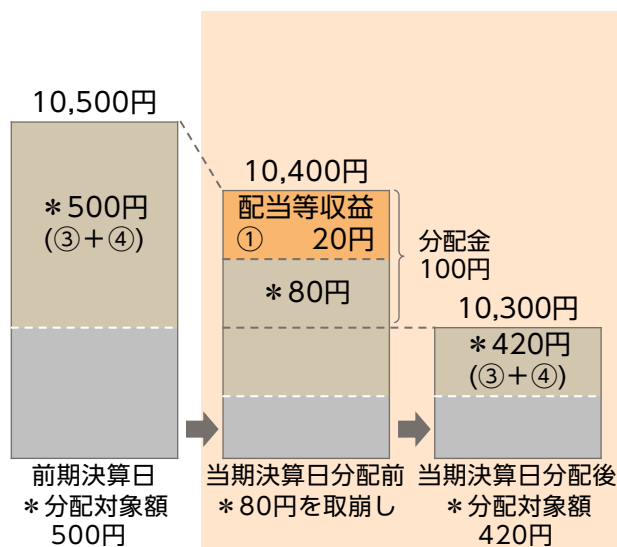 10,500円
＊500円
(③＋④)
10,400円
配当等収益
① 20円
＊80円
分配金
100円
10,300円
＊420円
(③＋④)
前期決算日
＊分配対象額
500円
当期決算日分配前
＊80円を取崩し
当期決算日分配後
＊分配対象額
420円